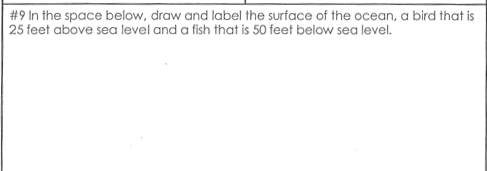 #9 In the space below, draw and label the surface of the ocean, a bird that is
25 feet above sea level and a fish that is 50 feet below sea level.